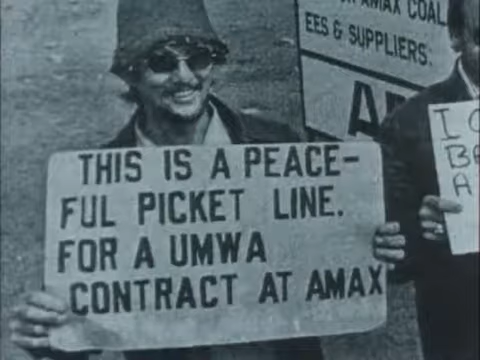 AMAX COAL
EES & SUPPLIERS.
THIS IS A PEACE-
FUL PICKET LINE.
FOR A UMWA
CONTRACT AT AMAX
I
A